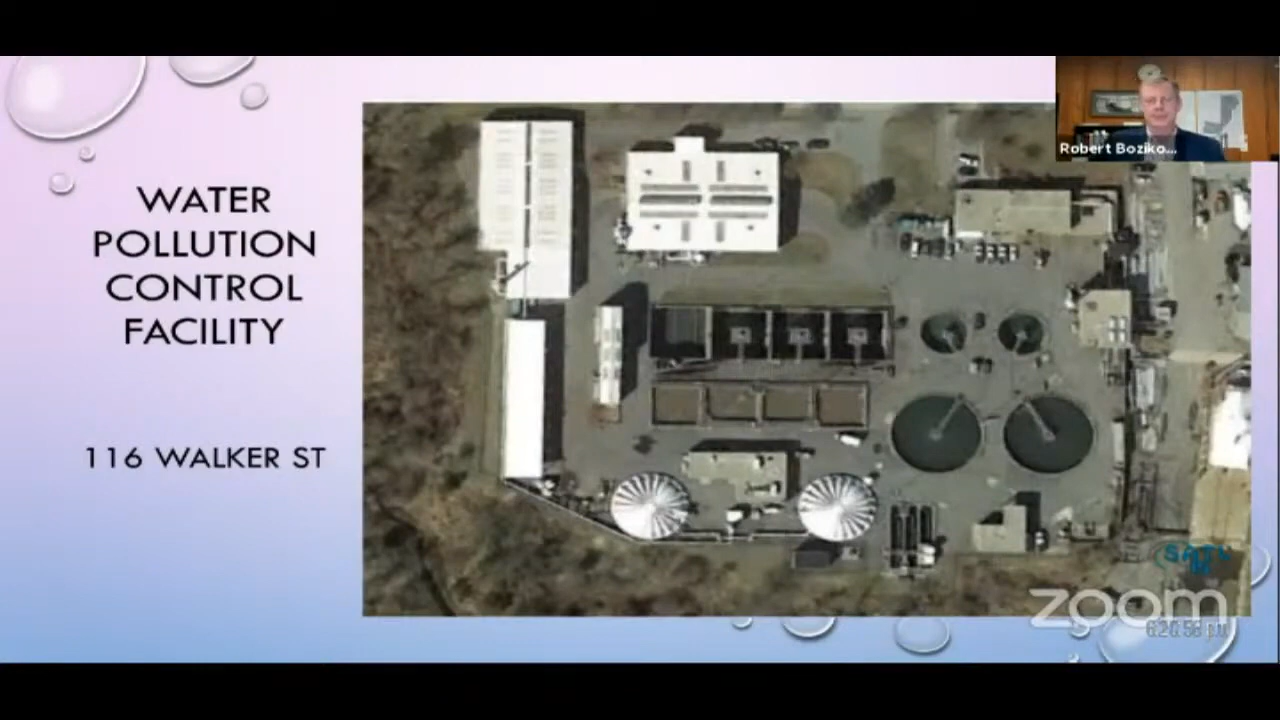 WATER
POLLUTION
CONTROL
FACILITY
116 WALKER ST
Robert Boziko...
zoom